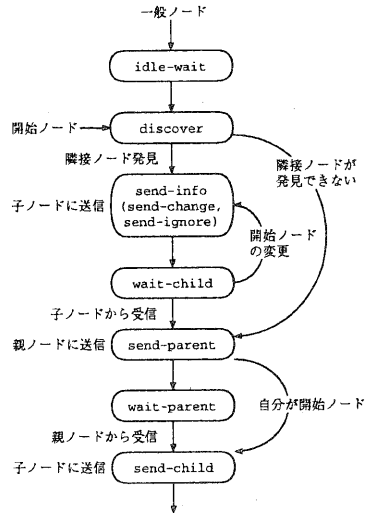 一般ノード
idle-wait
開始ノード
discover
隣接ノード発見
隣接ノードが
発見できない
子ノードに送信
send-info
(send-change,
send-ignore)
開始ノード
の変更
wait-child
子ノードから受信
親ノードに送信
send-parent
wait-parent
自分が開始ノード
親ノードから受信
子ノードに送信
send-child